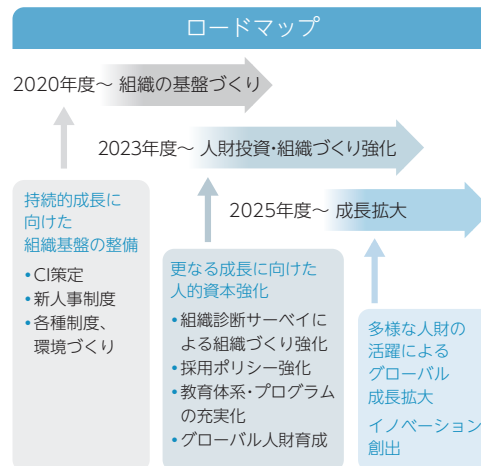 ロードマップ
2020年度～ 組織の基盤づくり
2023年度～ 人財投資・組織づくり強化
2025年度～ 成長拡大
持続的成長に
向けた
組織基盤の整備
•CI策定
•新人事制度
•各種制度、
環境づくり
更なる成長に向けた
人的資本強化
•組織診断サーベイに
よる組織づくり強化
•採用ポリシー強化
•教育体系・プログラム
の充実化
•グローバル人財育成
多様な人財の
活躍による
グローバル
成長拡大
イノベーション
創出